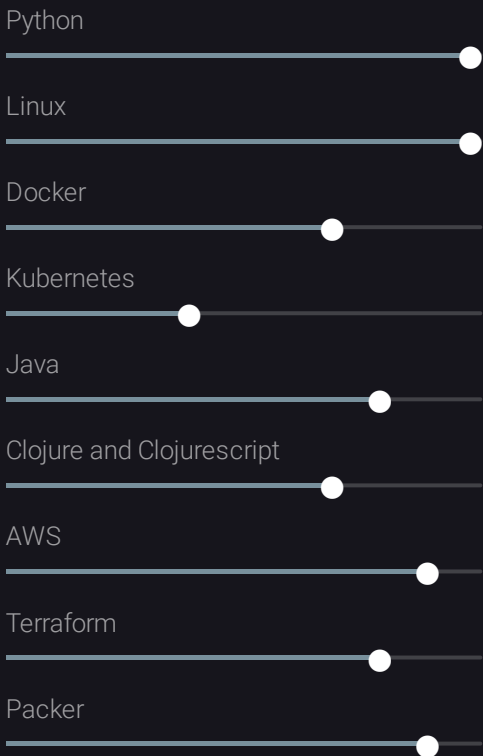 Python
Linux
Docker
Kubernetes
Java
Clojure and Clojurescript
AWS
Terraform
Packer